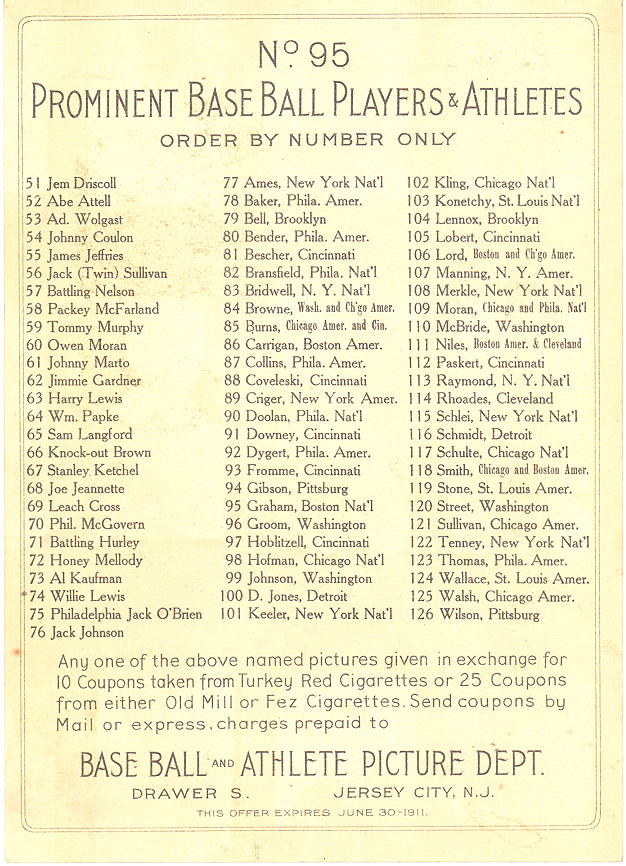 Nº 95
PROMINENT BASE BALL PLAYERS & ATHLETES
ORDER BY NUMBER ONLY
51 Jem Driscoll
52 Abe Attell
53 Ad. Wolgast
54 Johnny Coulon
55 James Jeffries
56 Jack (Twin) Sullivan
57 Battling Nelson
58 Packey McFarland
59 Tommy Murphy
60 Owen Moran
61 Johnny Marto
62 Jimmie Gardner
63 Harry Lewis
64 Wm. Papke
65 Sam Langford
66 Knock-out Brown
67 Stanley Ketchel
68 Joe Jeannette
69 Leach Cross
70 Phil. McGovern
71 Battling Hurley
72 Honey Mellody
73 Al Kaufman
74 Willie Lewis
75 Philadelphia Jack O'Brien
76 Jack Johnson
77 Ames, New York Nat'l
78 Baker, Phila. Amer.
79 Bell, Brooklyn
80 Bender, Phila. Amer.
81 Bescher, Cincinnati
82 Bransfield, Phila. Nat'l
83 Bridwell, N. Y. Nat'l
84 Browne, Wash. and Ch'go Amer.
85 Burns, Chicago Amer. and Cin.
86 Carrigan, Boston Amer.
87 Collins, Phila. Amer.
88 Coveleski, Cincinnati
89 Criger, New York Amer.
90 Doolan, Phila. Nat'l
91 Downey, Cincinnati
92 Dygert, Phila. Amer.
93 Fromme, Cincinnati
94 Gibson, Pittsburg
95 Graham, Boston Nat'l
96 Groom, Washington
97 Hoblitzell, Cincinnati
98 Hofman, Chicago Nat'l
99 Johnson, Washington
100 D. Jones, Detroit
101 Keeler, New York Nat'l
102 Kling, Chicago Nat'l
103 Konetchy, St. Louis Nat'l
104 Lennox, Brooklyn
105 Lobert, Cincinnati
106 Lord, Boston and Ch'go Amer.
107 Manning, N. Y. Amer.
108 Merkle, New York Nat'l
109 Moran, Chicago and Phila. Nat'l
110 McBride, Washington
111 Niles, Boston Amer. & Cleveland
112 Paskert, Cincinnati
113 Raymond, N. Y. Nat'l
114 Rhoades, Cleveland
115 Schlei, New York Nat'l
116 Schmidt, Detroit
117 Schulte, Chicago Nat'l
118 Smith, Chicago and Boston Amer.
119 Stone, St. Louis Amer.
120 Street, Washington
121 Sullivan, Chicago Amer.
122 Tenney, New York Nat'l
123 Thomas, Phila. Amer.
124 Wallace, St. Louis Amer.
125 Walsh, Chicago Amer.
126 Wilson, Pittsburg
Any one of the above named pictures given in exchange for
10 Coupons taken from Turkey Red Cigarettes or 25 Coupons
from either Old Mill or Fez Cigarettes. Send coupons by
Mail or express, charges prepaid to
BASE BALL AND ATHLETE PICTURE DEPT.
DRAWER S. JERSEY CITY, N.J.
THIS OFFER EXPIRES JUNE 30-1911.